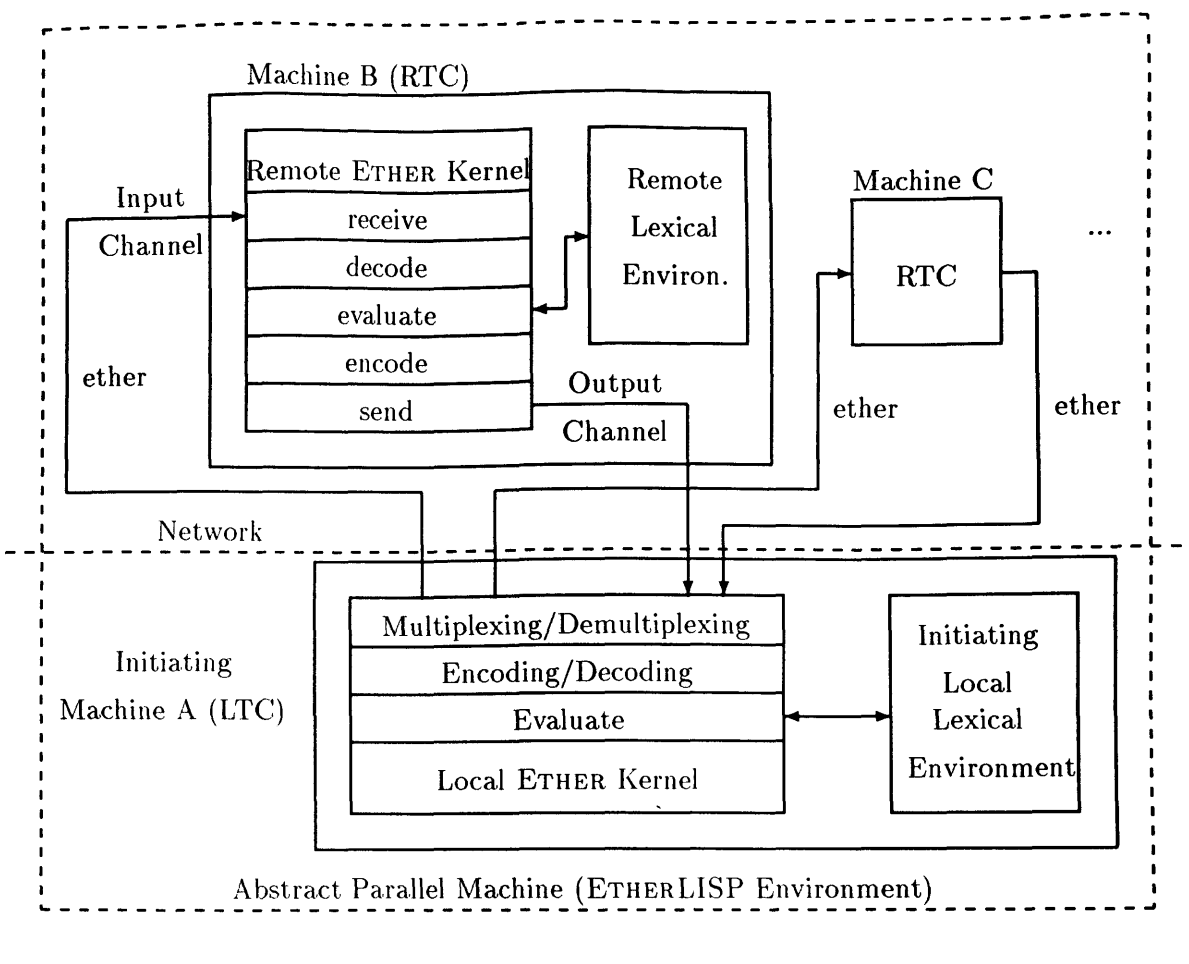 Machine B (RTC)
Remote ETHER Kernel
receive
decode
evaluate
encode
send
Remote
Lexical
Environ.
Input
Channel
ether
Output
Channel
Machine C
RTC
...
ether
ether
Network
Initiating
Machine A (LTC)
Multiplexing/Demultiplexing
Encoding/Decoding
Evaluate
Local ETHER Kernel
Initiating
Local
Lexical
Environment
Abstract Parallel Machine (ETHERLISP Environment)